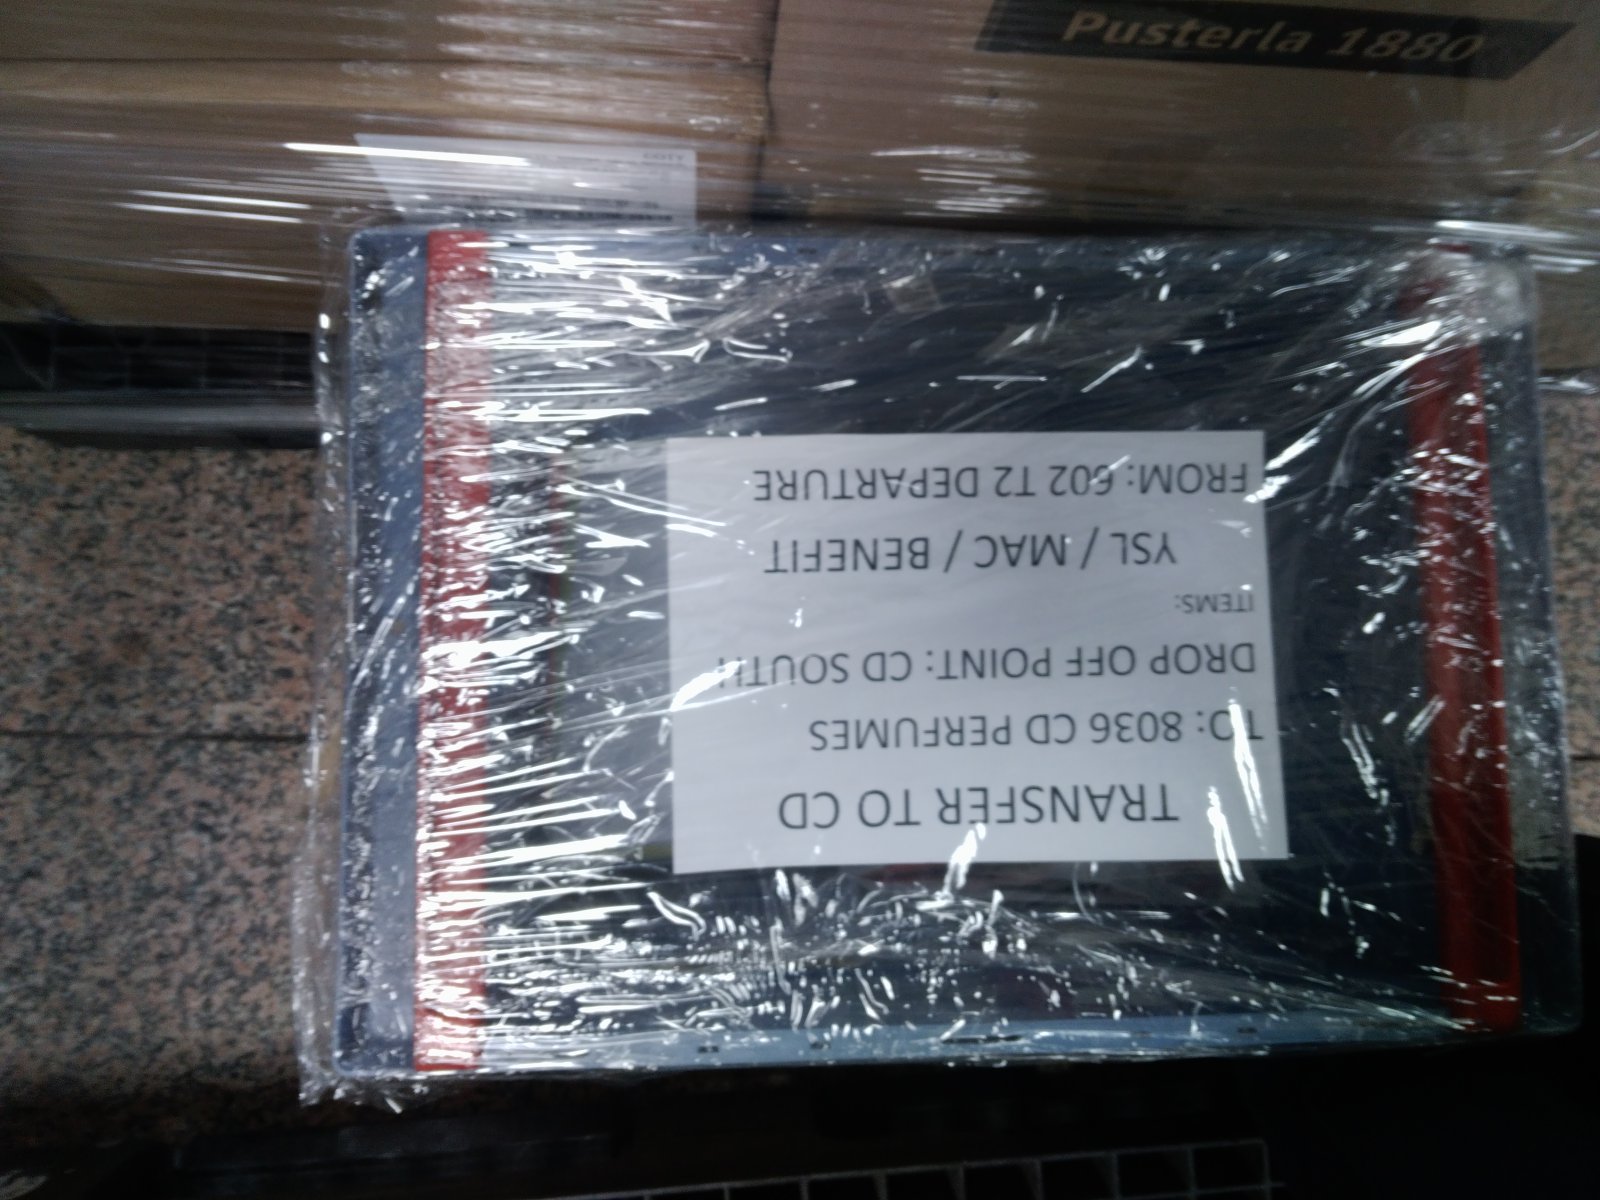 Pusterla 1880
COTY
TRANSFER TO CD
TO: 8036 CD PERFUMES
DROP OFF POINT: CD SOUTH
ITEMS:
YSL / MAC / BENEFIT
FROM: 602 T2 DEPARTURE